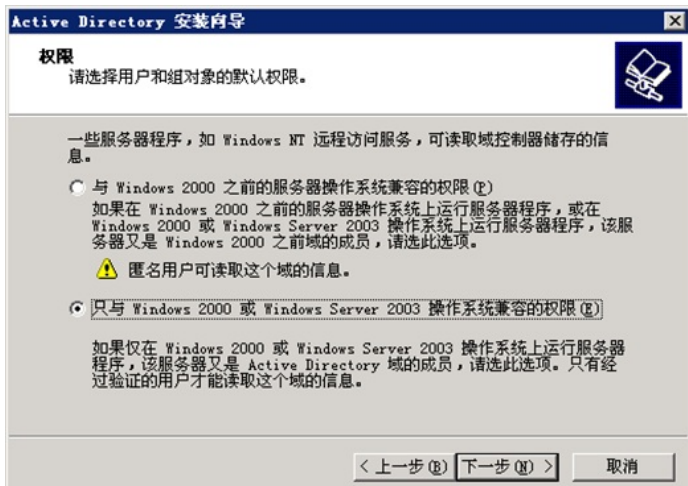 Active Directory 安装向导
权限
请选择用户和组对象的默认权限。
一些服务器程序，如 Windows NT 远程访问服务，可读取域控制器储存的信
息。
与 Windows 2000 之前的服务器操作系统兼容的权限(P)
如果在 Windows 2000 之前的服务器操作系统上运行服务器程序，或在
Windows 2000 或 Windows Server 2003 操作系统上运行服务器程序，该服
务器又是 Windows 2000 之前域的成员，请选此选项。
匿名用户可读取这个域的信息。
只与 Windows 2000 或 Windows Server 2003 操作系统兼容的权限(E)
如果仅在 Windows 2000 或 Windows Server 2003 操作系统上运行服务器
程序，该服务器又是 Active Directory 域的成员，请选此选项。只有经
过验证的用户才能读取这个域的信息。
< 上一步(B) 下一步(N) > 取消